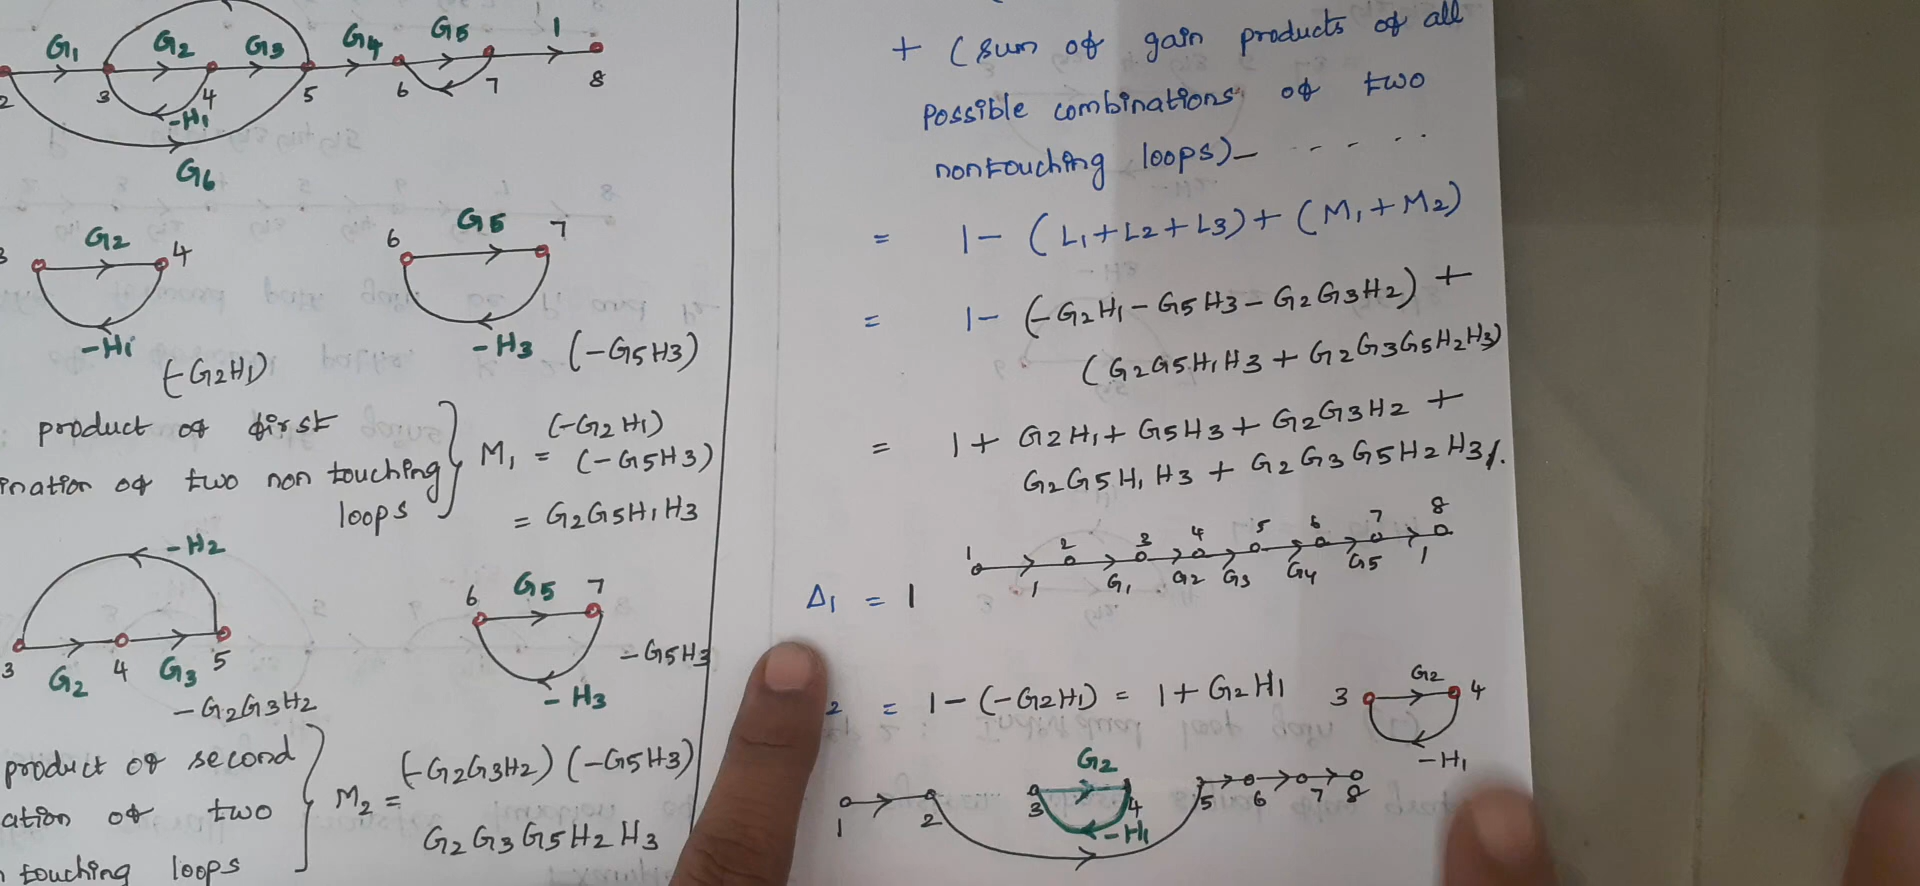 G1 G2 G3 G4 G5 1
2 3 4 5 6 7 8
-H1
G6
3 G2 4
-H1
(-G2H1)
6 G5 7
-H3 (-G5H3)
product of first
ination of two non touching
loops
M1 = (-G2H1)
(-G5H3)
= G2G5H1H3
-H2
3 G2 4 G3 5
-G2G3H2
6 G5 7
-G5H3
-H3
product of second
ation of two
touching loops
M2 = (-G2G3H2)(-G5H3)
G2G3G5H2H3
+ (sum of gain products of all
possible combinations of two
nontouching loops) - - - - . .
= 1 - (L1+L2+L3) + (M1+M2)
= 1 - (-G2H1 - G5H3 - G2G3H2) +
(G2G5H1H3 + G2G3G5H2H3)
= 1 + G2H1 + G5H3 + G2G3H2 +
G2G5H1H3 + G2G3G5H2H3.
1 2 3 4 5 6 7 8
1 G1 G2 G3 G4 G5 1
Δ1 = 1
2 = 1-(-G2H1) = 1+G2H1
3 G2 4
-H1
G2
1 2 3 4 5 6 7 8
-H1